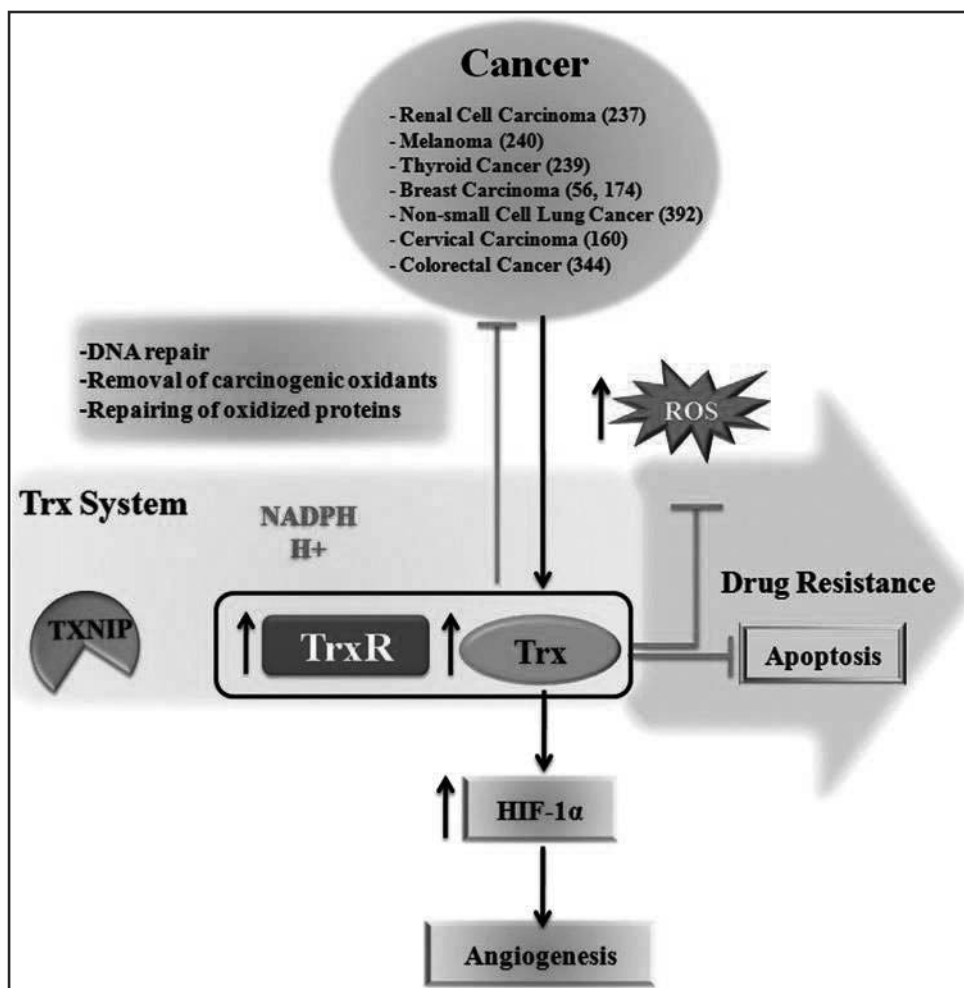 Cancer
- Renal Cell Carcinoma (237)
- Melanoma (240)
- Thyroid Cancer (239)
- Breast Carcinoma (56, 174)
- Non-small Cell Lung Cancer (392)
- Cervical Carcinoma (160)
- Colorectal Cancer (344)
-DNA repair
-Removal of carcinogenic oxidants
-Repairing of oxidized proteins
ROS
Trx System
NADPH
H+
Drug Resistance
TXNIP
TrxR
Trx
Apoptosis
HIF-1α
Angiogenesis